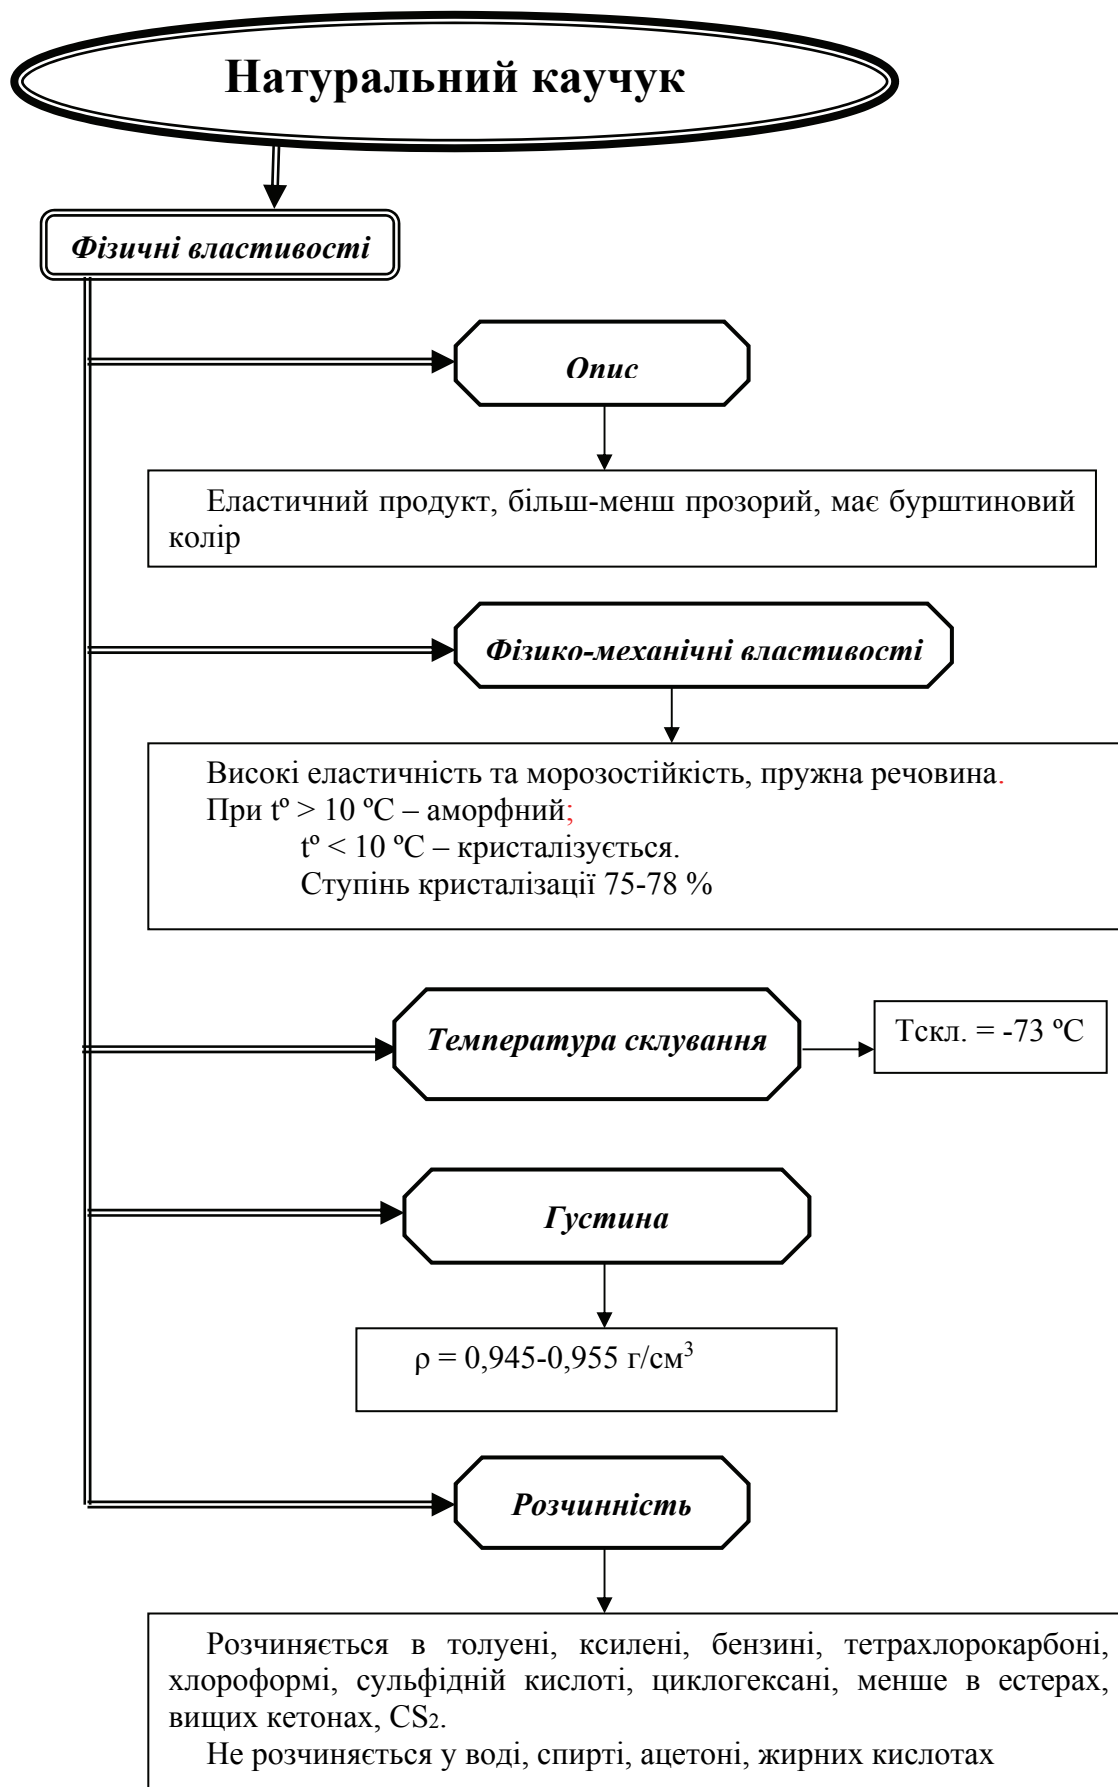 Натуральний каучук
Фізичні властивості
Опис
Еластичний продукт, більш-менш прозорий, має бурштиновий
колір
Фізико-механічні властивості
Високі еластичність та морозостійкість, пружна речовина.
При tº > 10 ºС – аморфний;
tº < 10 ºС – кристалізується.
Ступінь кристалізації 75-78 %
Температура склування
Тскл. = -73 ºС
Густина
ρ = 0,945-0,955 г/см³
Розчинність
Розчиняється в толуені, ксилені, бензині, тетрахлорокарбоні,
хлороформі, сульфідній кислоті, циклогексані, менше в естерах,
вищих кетонах, CS₂.
Не розчиняється у воді, спирті, ацетоні, жирних кислотах